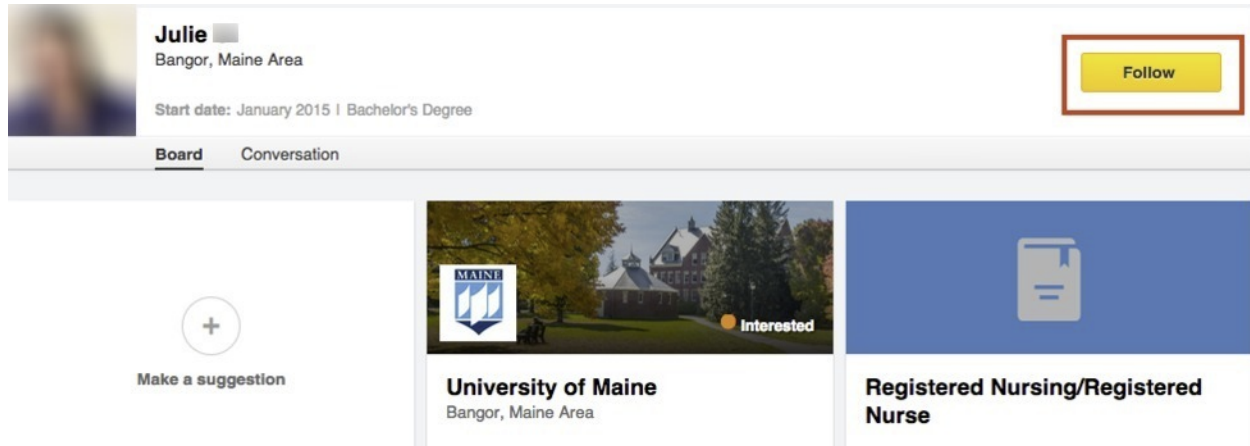 Julie
Bangor, Maine Area
Follow
Start date: January 2015 | Bachelor's Degree
Board
Conversation
+
Make a suggestion
MAINE
Interested
University of Maine
Bangor, Maine Area
Registered Nursing/Registered
Nurse